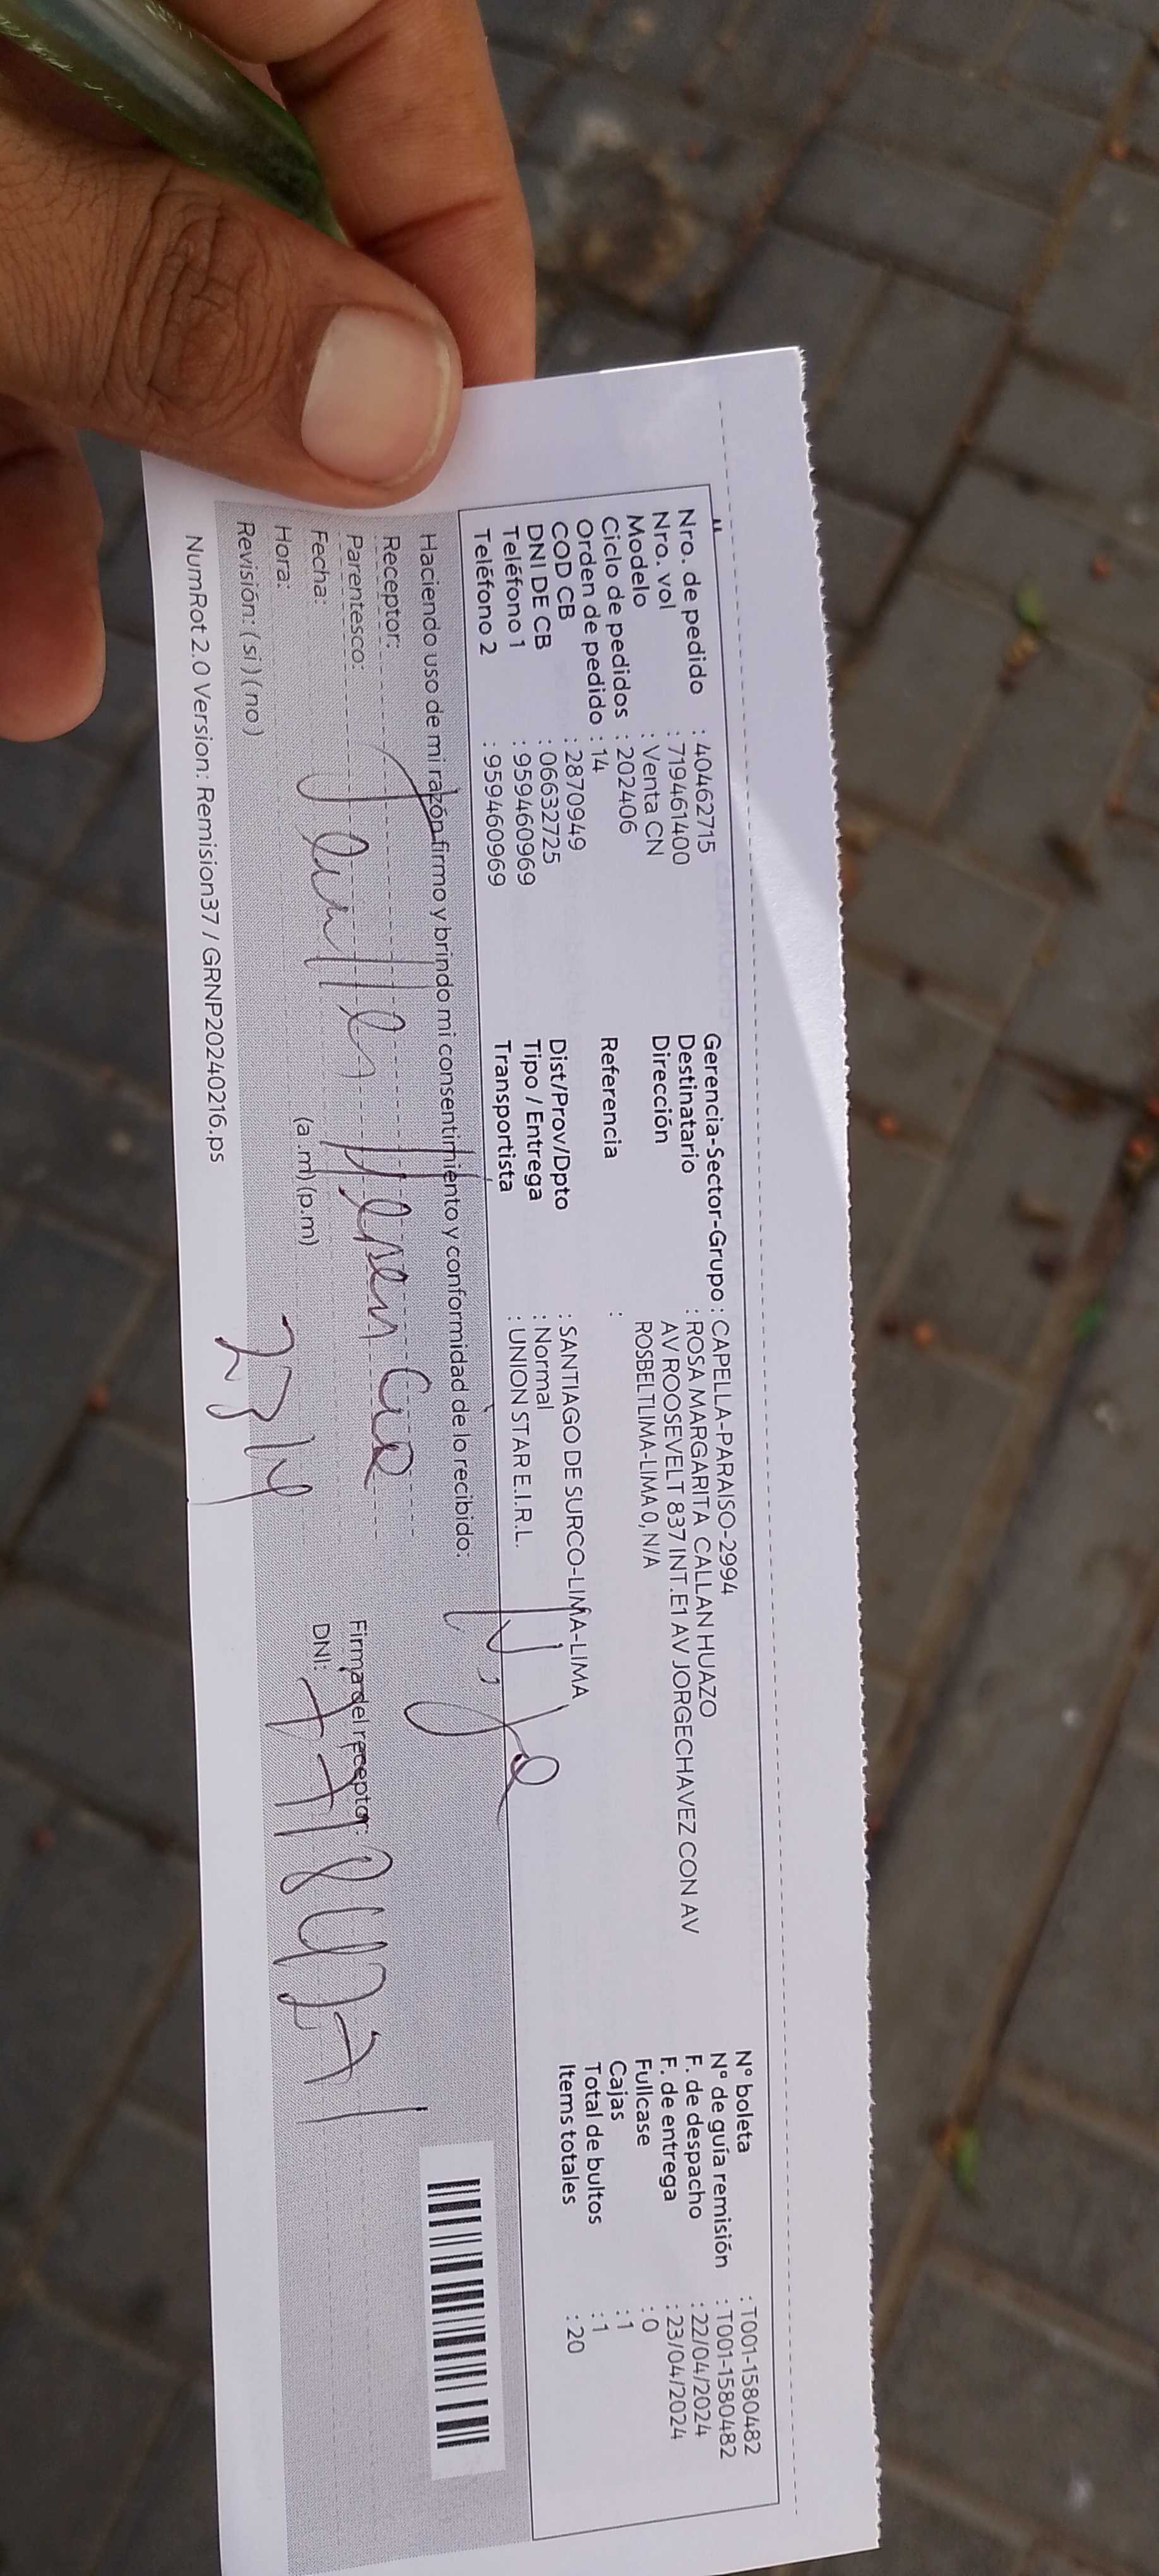 Nro. de pedido : 40462715
Nro. vol : 719461400
Modelo : Venta CN
Ciclo de pedidos : 202406
Orden de pedido : 14
COD CB : 2870949
DNI DE CB : 06632725
Teléfono 1 : 959460969
Teléfono 2 : 959460969
Gerencia-Sector-Grupo : CAPELLA-PARAISO-2994
Destinatario : ROSA MARGARITA CALLAN HUAZO
Dirección AV ROOSEVELT 837 INT.E1 AV JORGECHAVEZ CON AV
ROSBELTLIMA-LIMA 0, N/A
Referencia :
Dist/Prov/Dpto : SANTIAGO DE SURCO-LIMA-LIMA
Tipo / Entrega : Normal
Transportista : UNION STAR E.I.R.L.
N° boleta : T001-1580482
N° de guía remisión : T001-1580482
F. de despacho : 22/04/2024
F. de entrega : 23/04/2024
Fullcase : 0
Cajas : 1
Total de bultos : 1
Items totales : 20
Haciendo uso de mi razón firmo y brindo mi consentimiento y conformidad de lo recibido:
Receptor:
Parentesco:
Fecha:
Hora: (a.m) (p.m)
Revisión: (si) (no)
Firma del receptor:
DNI:
NumRot 2.0 Version: Remision37 / GRNP20240216.ps